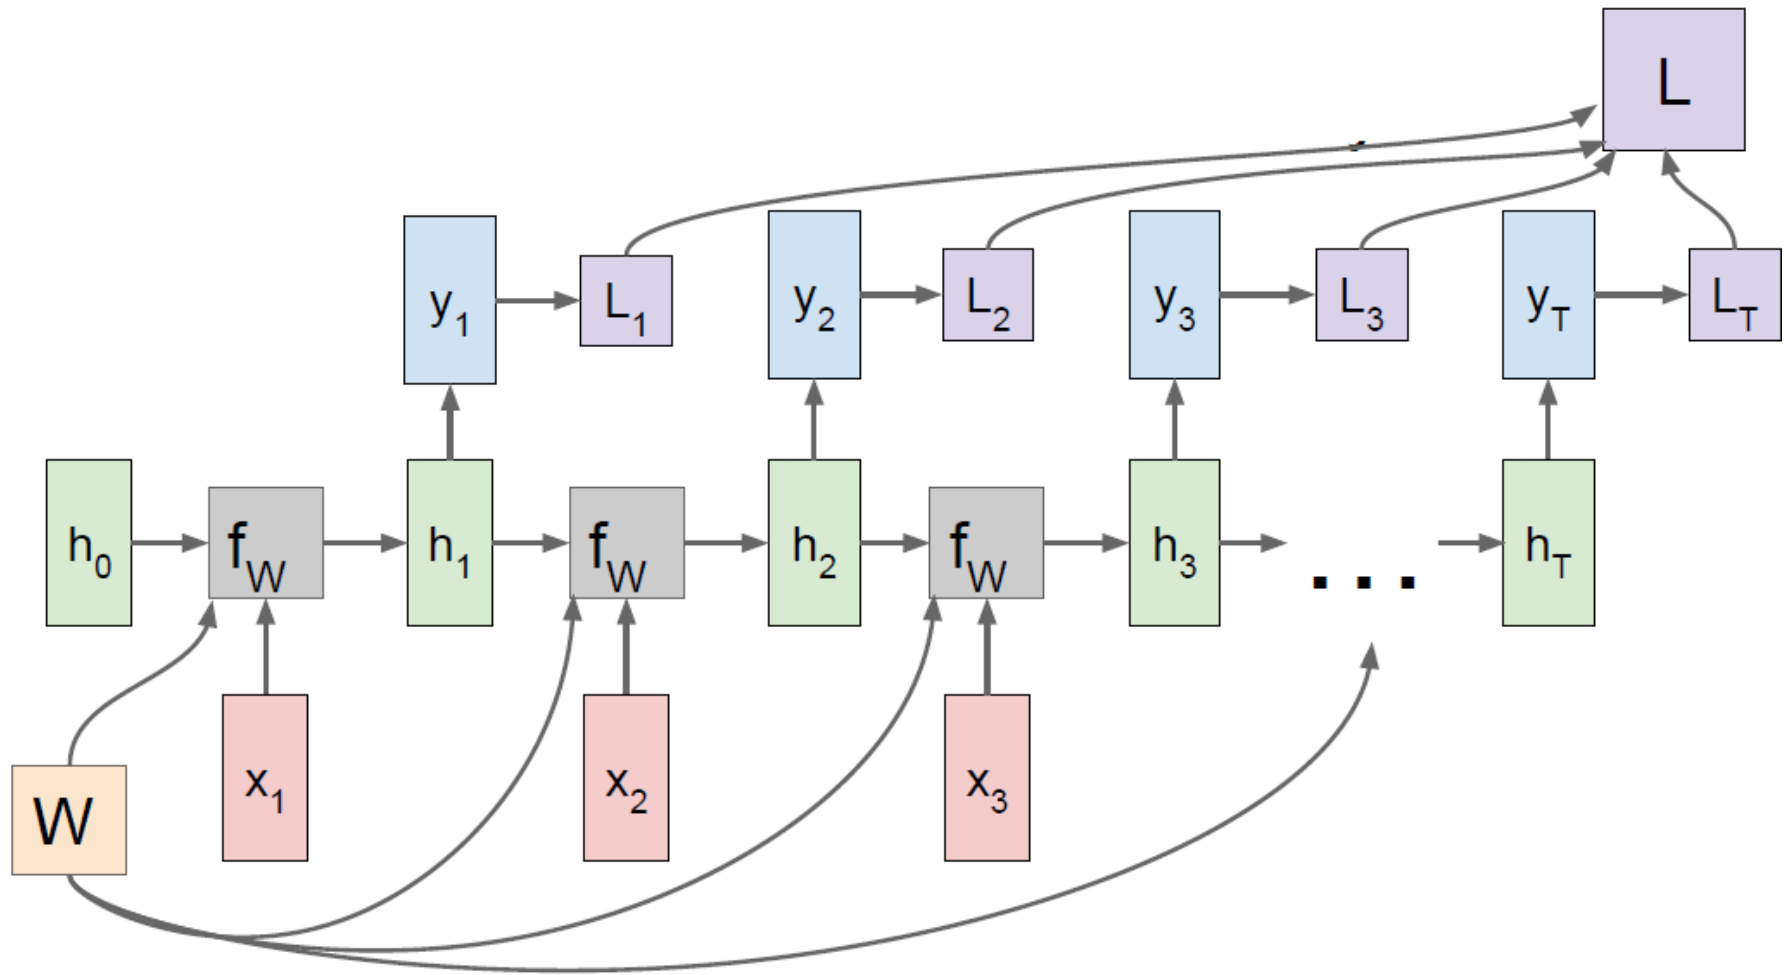 L
y1 L1 y2 L2 y3 L3 yT LT
h0 fW h1 fW h2 fW h3 ... hT
W x1 x2 x3